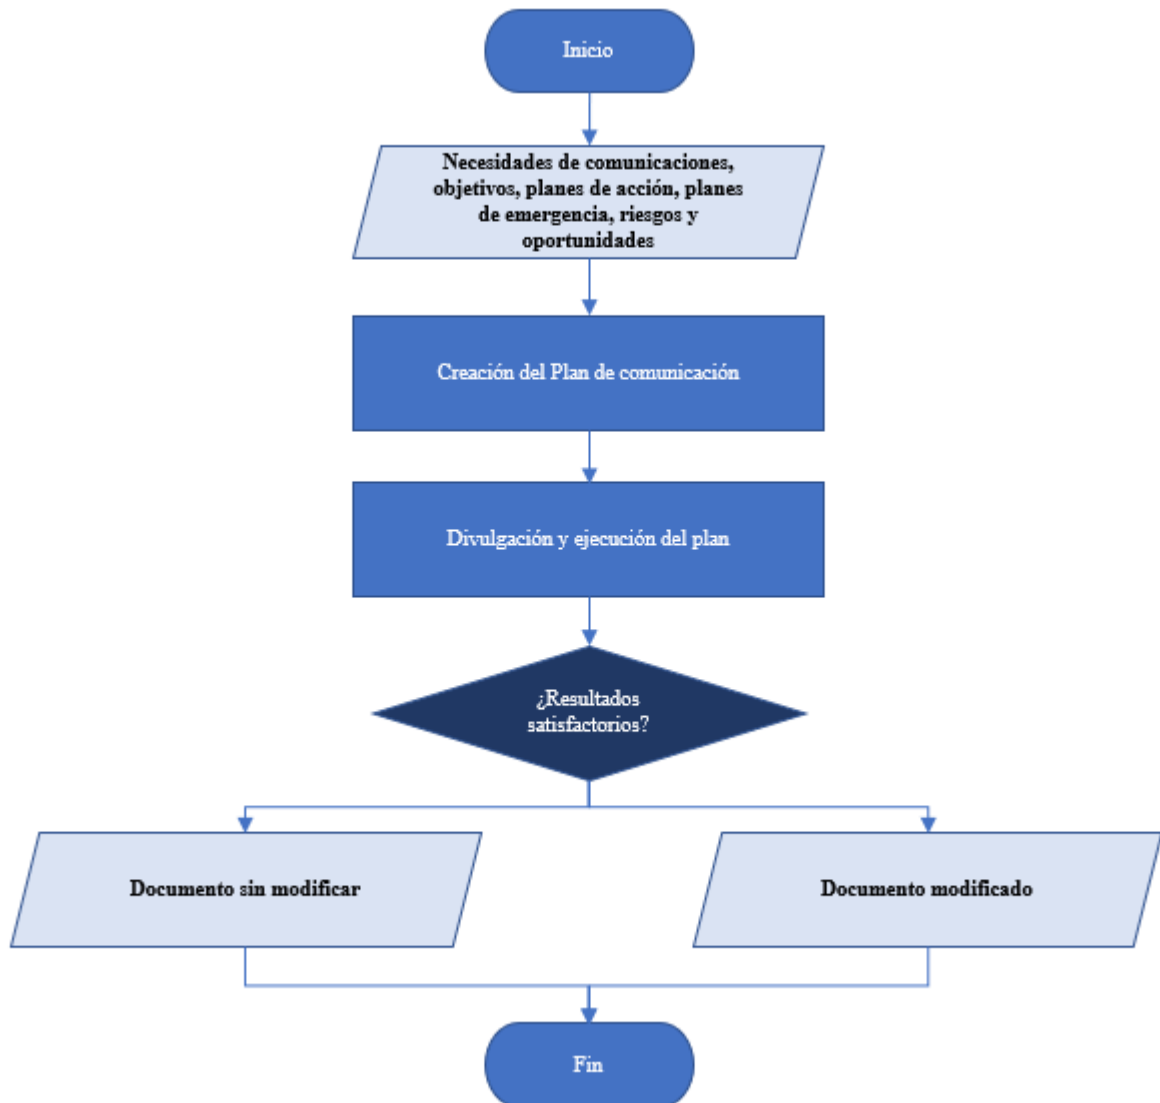 Inicio
Necesidades de comunicaciones,
objetivos, planes de acción, planes
de emergencia, riesgos y
oportunidades
Creación del Plan de comunicación
Divulgación y ejecución del plan
¿Resultados
satisfactorios?
Documento sin modificar
Documento modificado
Fin